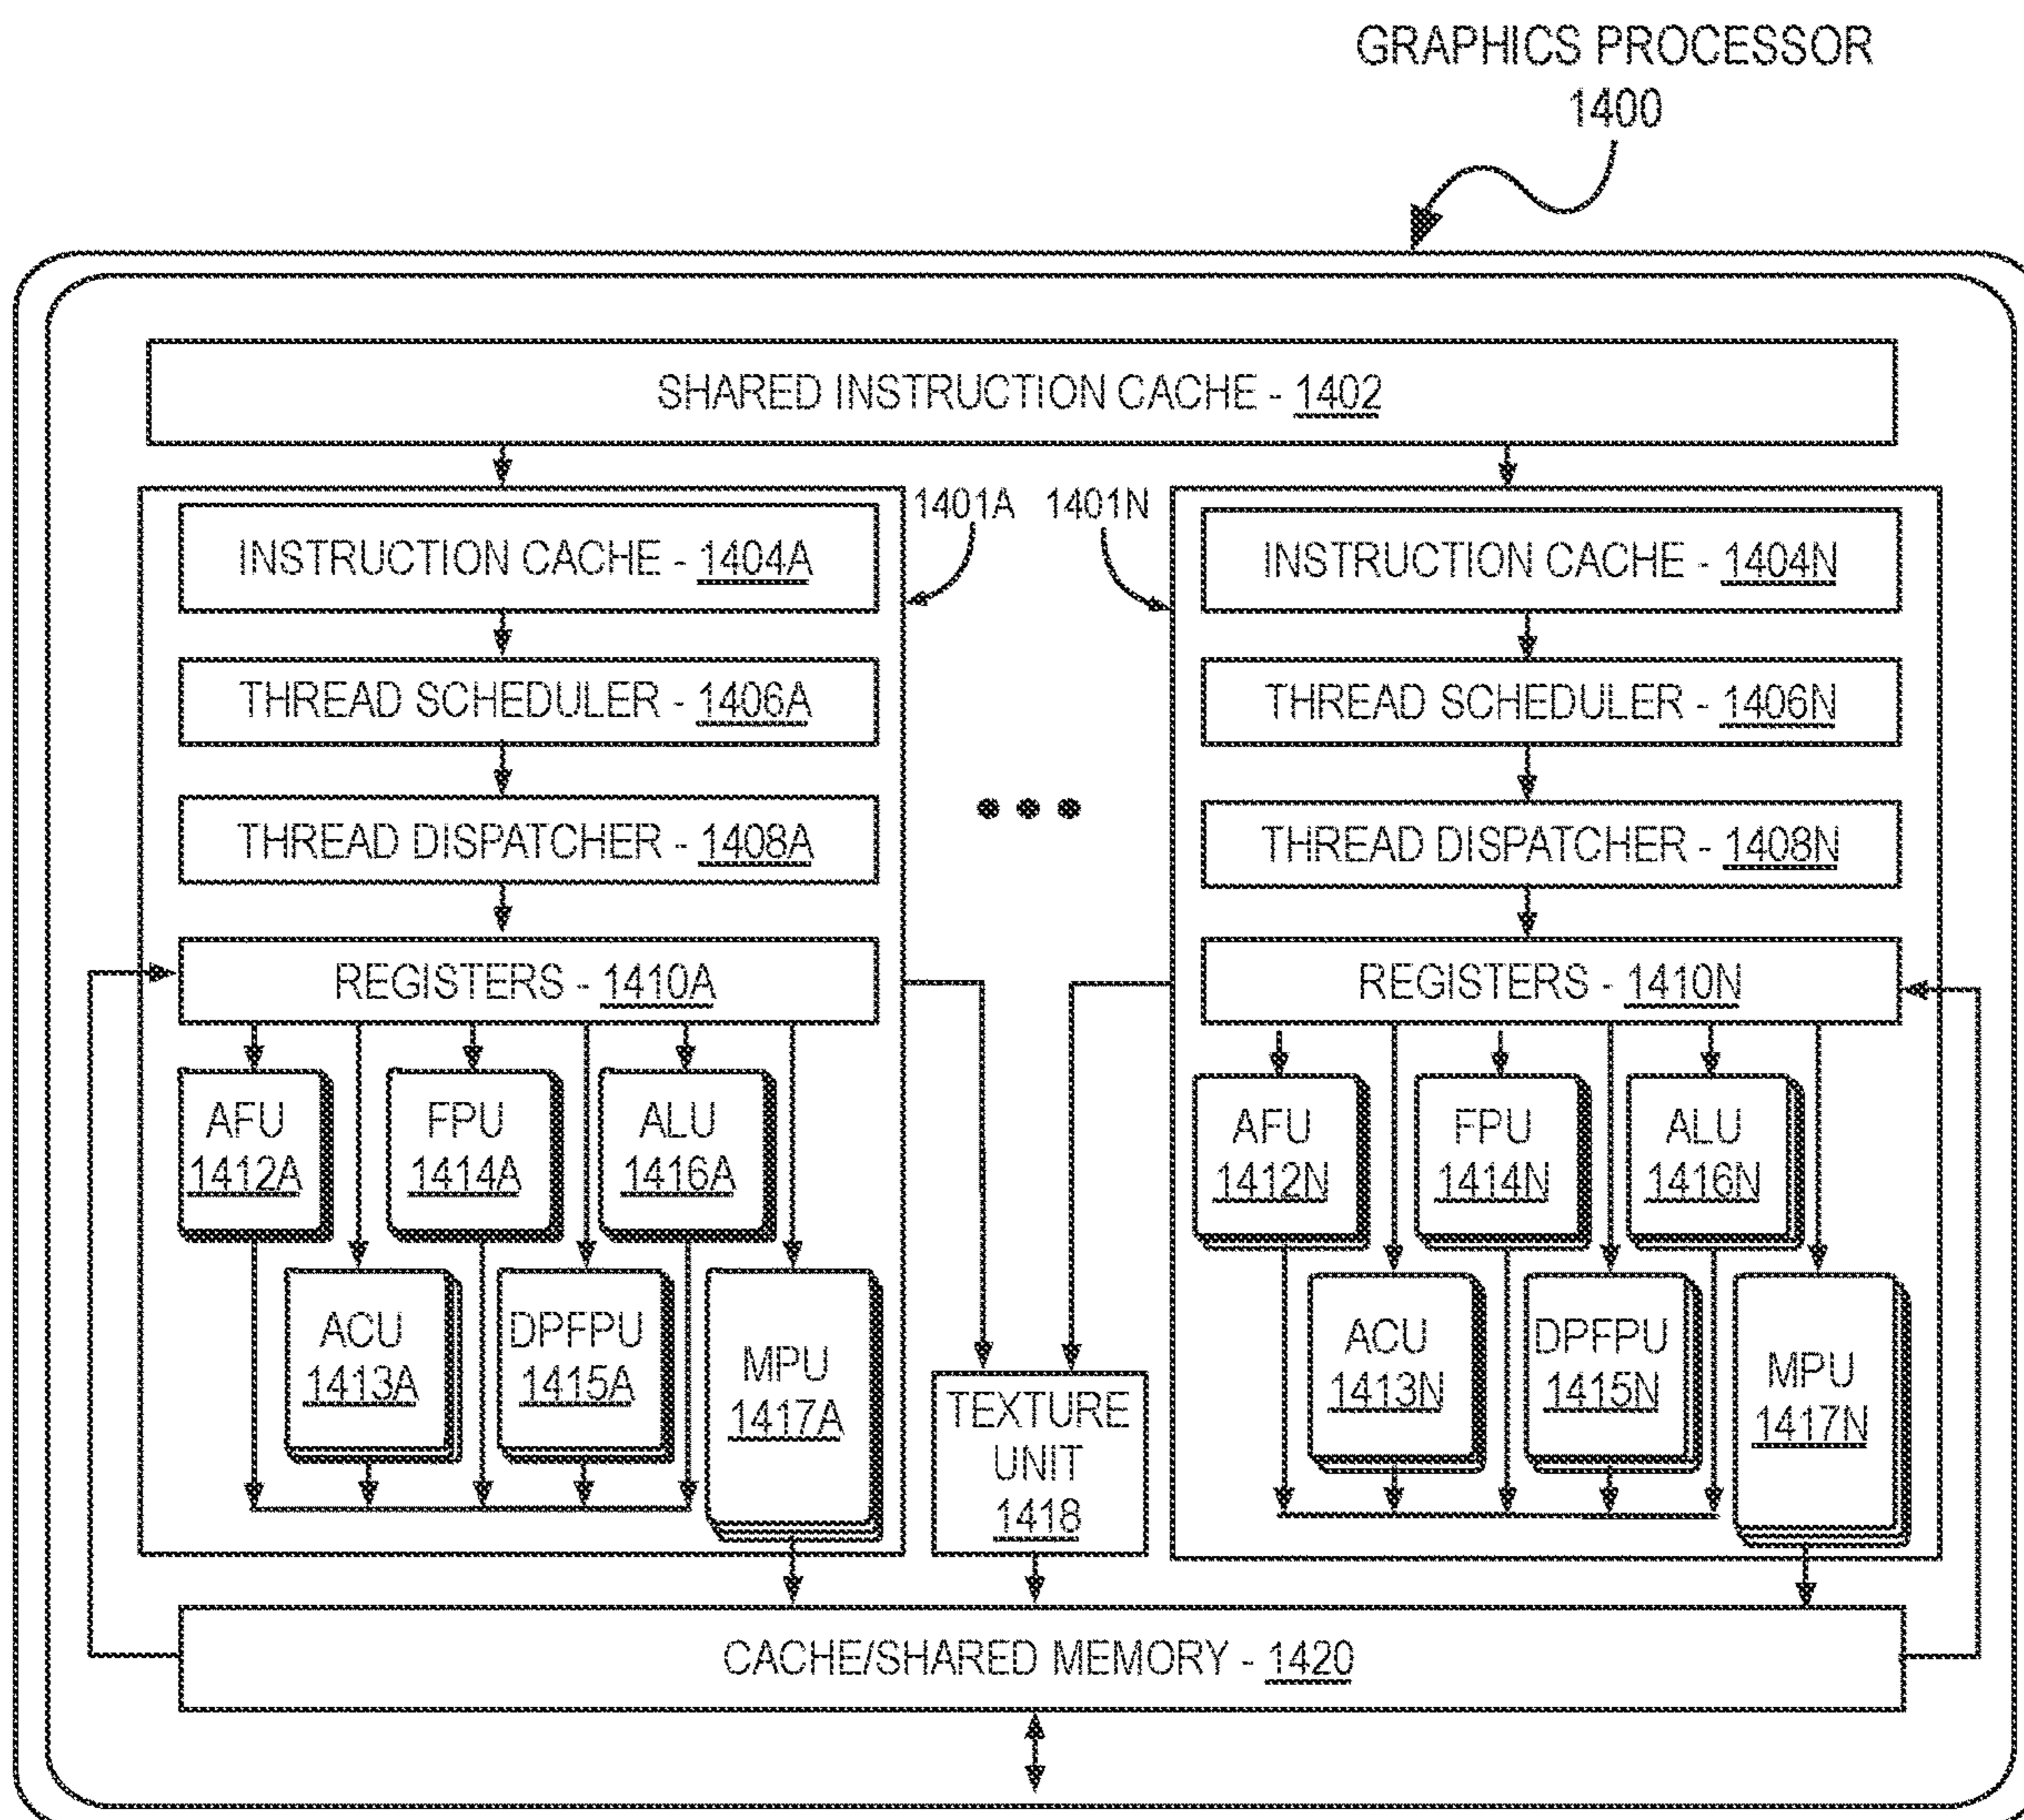 GRAPHICS PROCESSOR
1400
SHARED INSTRUCTION CACHE - 1402
1401A
1401N
INSTRUCTION CACHE - 1404A
THREAD SCHEDULER - 1406A
THREAD DISPATCHER - 1408A
REGISTERS - 1410A
AFU
1412A
FPU
1414A
ALU
1416A
ACU
1413A
DPFPU
1415A
MPU
1417A
TEXTURE
UNIT
1418
INSTRUCTION CACHE - 1404N
THREAD SCHEDULER - 1406N
THREAD DISPATCHER - 1408N
REGISTERS - 1410N
AFU
1412N
FPU
1414N
ALU
1416N
ACU
1413N
DPFPU
1415N
MPU
1417N
CACHE/SHARED MEMORY - 1420